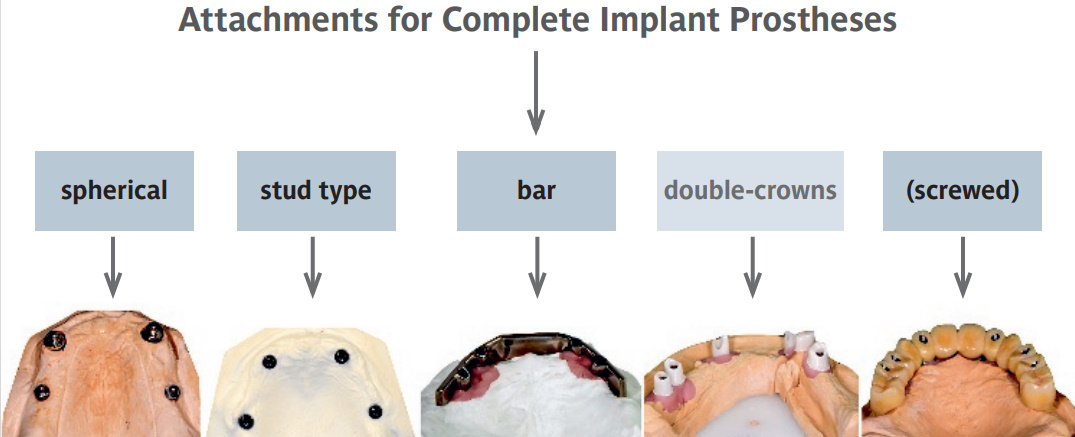 Attachments for Complete Implant Prostheses
spherical
stud type
bar
double-crowns
(screwed)